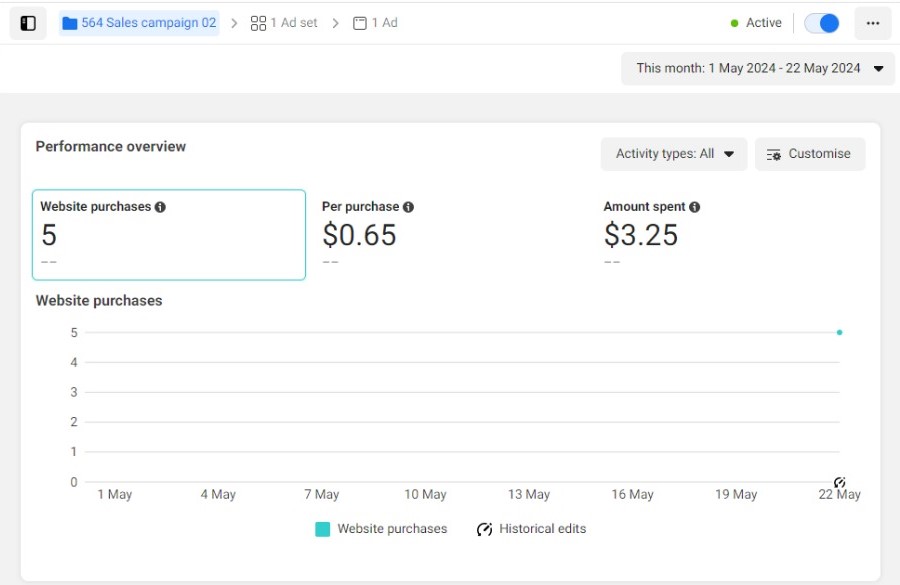 564 Sales campaign 02 > 1 Ad set > 1 Ad Active
This month: 1 May 2024 - 22 May 2024
Performance overview
Activity types: All Customise
Website purchases Per purchase Amount spent
5 $0.65 $3.25
-- -- --
Website purchases
5
4
3
2
1
0
1 May 4 May 7 May 10 May 13 May 16 May 19 May 22 May
Website purchases Historical edits